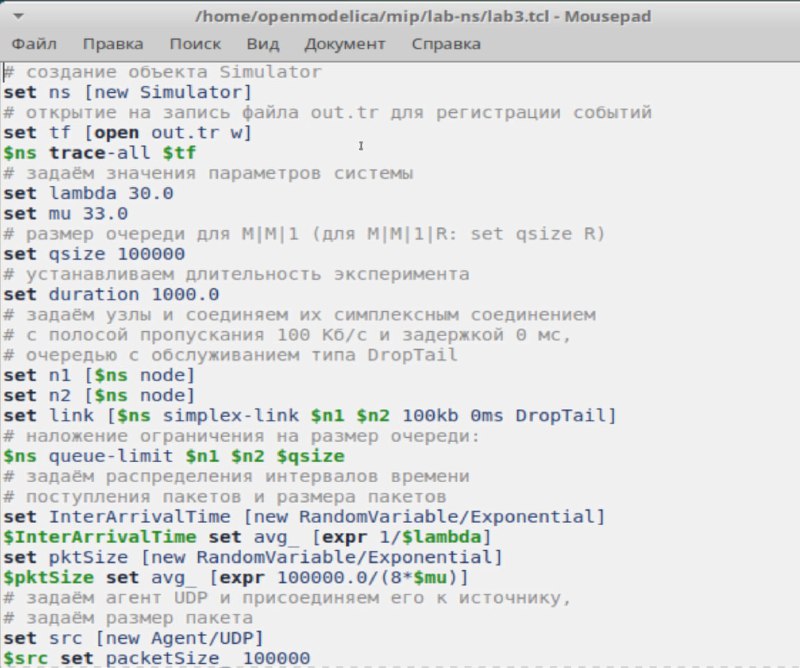 /home/openmodelica/mip/lab-ns/lab3.tcl - Mousepad
Файл Правка Поиск Вид Документ Справка
# создание объекта Simulator
set ns [new Simulator]
# открытие на запись файла out.tr для регистрации событий
set tf [open out.tr w]
$ns trace-all $tf
# задаём значения параметров системы
set lambda 30.0
set mu 33.0
# размер очереди для M|M|1 (для M|M|1|R: set qsize R)
set qsize 100000
# устанавливаем длительность эксперимента
set duration 1000.0
# задаём узлы и соединяем их симплексным соединением
# с полосой пропускания 100 Кб/с и задержкой 0 мс,
# очередью с обслуживанием типа DropTail
set n1 [$ns node]
set n2 [$ns node]
set link [$ns simplex-link $n1 $n2 100kb 0ms DropTail]
# наложение ограничения на размер очереди:
$ns queue-limit $n1 $n2 $qsize
# задаём распределения интервалов времени
# поступления пакетов и размера пакетов
set InterArrivalTime [new RandomVariable/Exponential]
$InterArrivalTime set avg_ [expr 1/$lambda]
set pktSize [new RandomVariable/Exponential]
$pktSize set avg_ [expr 100000.0/(8*$mu)]
# задаём агент UDP и присоединяем его к источнику,
# задаём размер пакета
set src [new Agent/UDP]
$src set packetSize_ 100000